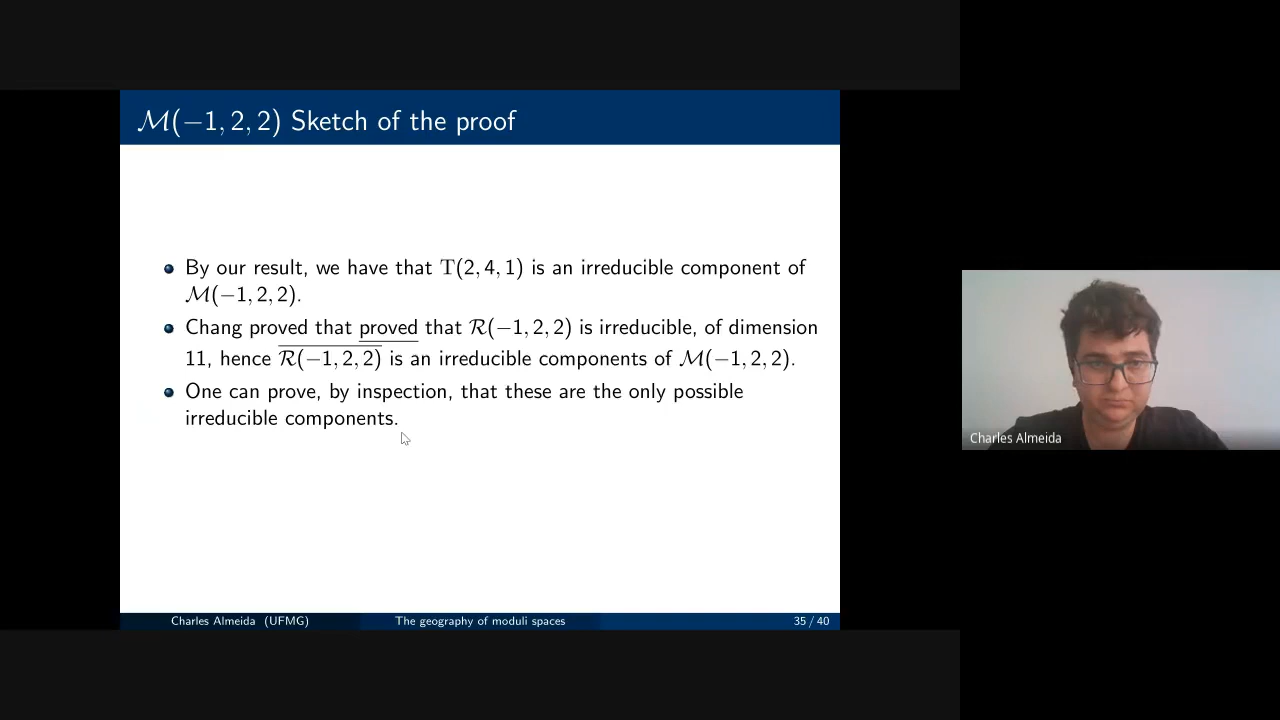 M(−1, 2, 2) Sketch of the proof
By our result, we have that T(2, 4, 1) is an irreducible component of
M(−1, 2, 2).
Chang proved that proved that R(−1, 2, 2) is irreducible, of dimension
11, hence R(−1, 2, 2) is an irreducible components of M(−1, 2, 2).
One can prove, by inspection, that these are the only possible
irreducible components.
Charles Almeida
Charles Almeida (UFMG) The geography of moduli spaces 35 / 40